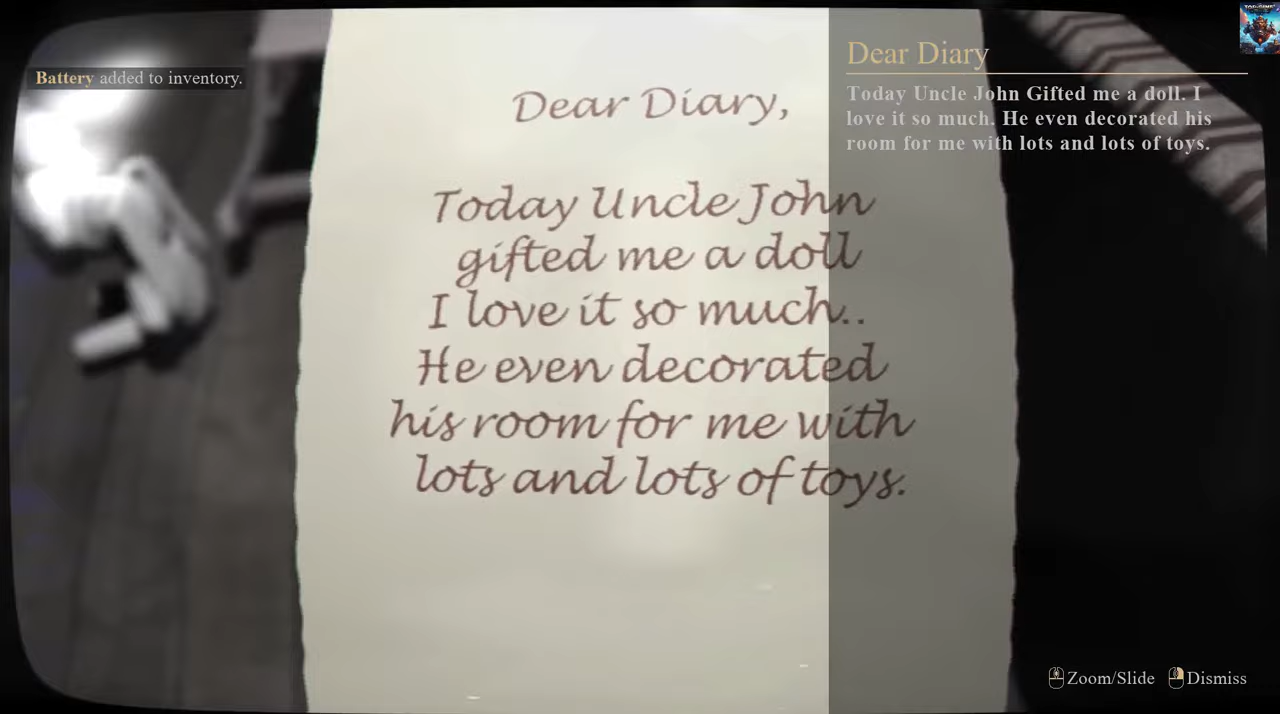 Battery added to inventory.
Dear Diary,
Today Uncle John
gifted me a doll
I love it so much..
He even decorated
his room for me with
lots and lots of toys.
Dear Diary
Today Uncle John Gifted me a doll. I
love it so much. He even decorated his
room for me with lots and lots of toys.
Zoom/Slide Dismiss